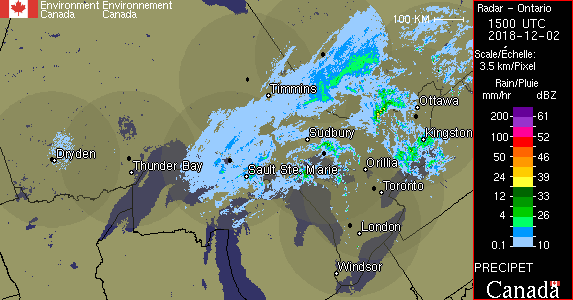 Environment Environnement
Canada Canada
100 KM
Timmins
Ottawa
Sudbury
Kingston
Dryden
Thunder Bay
Sault Ste. Marie
Orillia
Toronto
London
Windsor
Radar - Ontario
1500 UTC
2018-12-02
Scale/Échelle:
3.5 km/Pixel
Rain/Pluie
mm/hr dBZ
200 61
100 52
50 46
24 39
12 33
4 26
0.1 10
PRECIPET
Canada